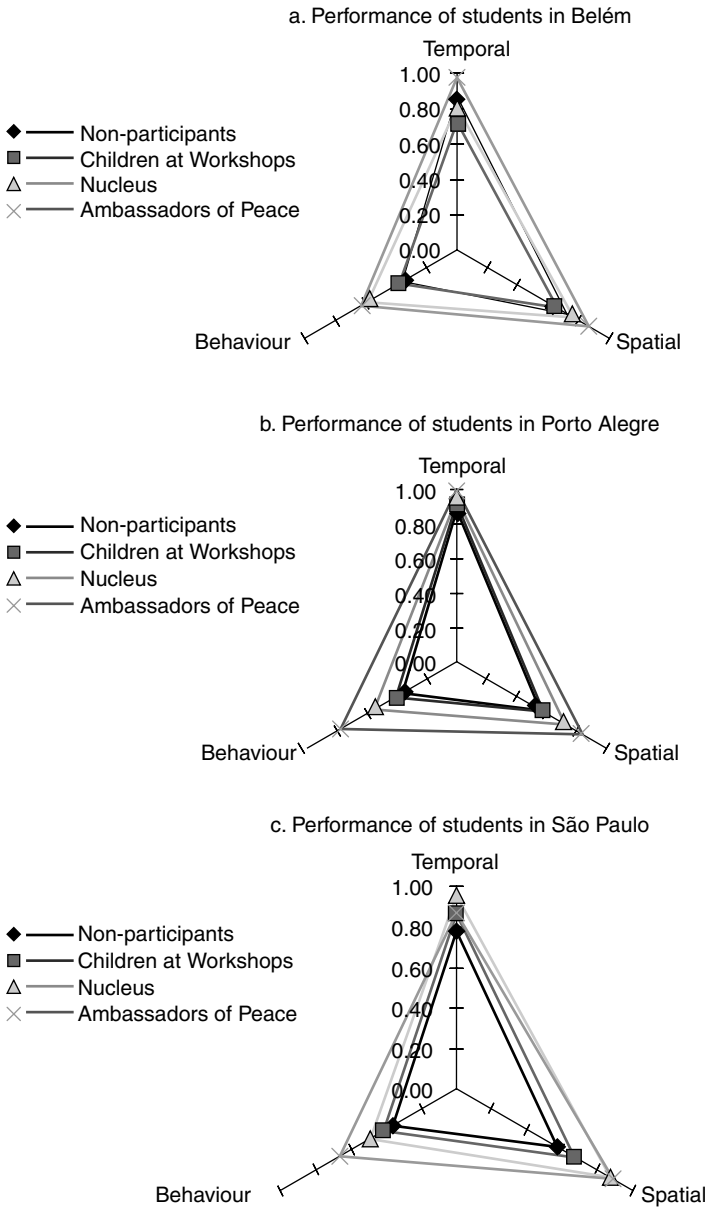 a. Performance of students in Belém
Temporal
1.00
0.80
0.60
0.40
0.20
0.00
Non-participants
Children at Workshops
Nucleus
Ambassadors of Peace
Behaviour
Spatial
b. Performance of students in Porto Alegre
Temporal
1.00
0.80
0.60
0.40
0.20
0.00
Non-participants
Children at Workshops
Nucleus
Ambassadors of Peace
Behaviour
Spatial
c. Performance of students in São Paulo
Temporal
1.00
0.80
0.60
0.40
0.20
0.00
Non-participants
Children at Workshops
Nucleus
Ambassadors of Peace
Behaviour
Spatial